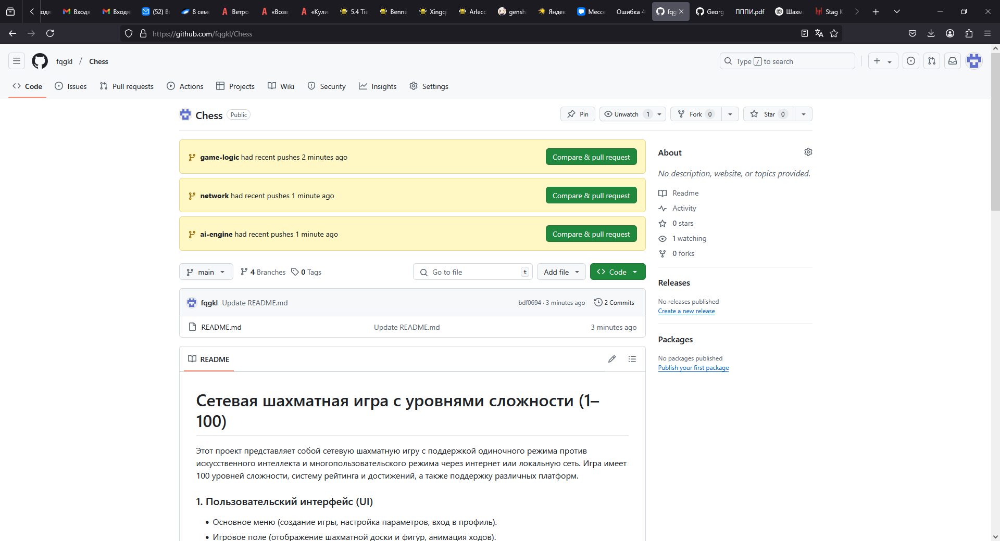 одя
Входя
Входя
(52) В
8 сем
Ветро
«Возв
«Кули
5.4 Tie
Benne
Xingqi
Arlecc
gensh
Яндек
Мессе
Ошибка 4
fqg
Georg
ПППИ.pdf
Шахм
Stag K
https://github.com/fqgkl/Chess
fqgkl / Chess
Type / to search
Code
Issues
Pull requests
Actions
Projects
Wiki
Security
Insights
Settings
Chess Public
Pin
Unwatch 1
Fork 0
Star 0
game-logic had recent pushes 2 minutes ago
Compare & pull request
network had recent pushes 1 minute ago
Compare & pull request
ai-engine had recent pushes 1 minute ago
Compare & pull request
main
4 Branches
0 Tags
Go to file t
Add file
Code
fqgkl Update README.md
bdf0694 · 3 minutes ago
2 Commits
README.md
Update README.md
3 minutes ago
README
Сетевая шахматная игра с уровнями сложности (1–
100)
Этот проект представляет собой сетевую шахматную игру с поддержкой одиночного режима против
искусственного интеллекта и многопользовательского режима через интернет или локальную сеть. Игра имеет
100 уровней сложности, систему рейтинга и достижений, а также поддержку различных платформ.
1. Пользовательский интерфейс (UI)
• Основное меню (создание игры, настройка параметров, вход в профиль).
• Игровое поле (отображение шахматной доски и фигур, анимация ходов).
About
No description, website, or topics provided.
Readme
Activity
0 stars
1 watching
0 forks
Releases
No releases published
Create a new release
Packages
No packages published
Publish your first package